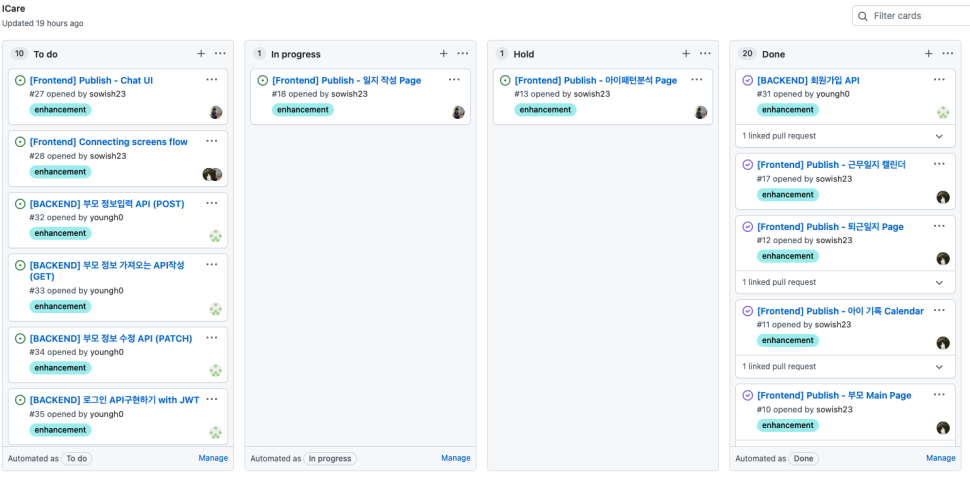 ICare
Updated 19 hours ago
Filter cards
10 To do
[Frontend] Publish - Chat UI
#27 opened by sowish23
enhancement
[Frontend] Connecting screens flow
#28 opened by sowish23
enhancement
[BACKEND] 부모 정보입력 API (POST)
#32 opened by youngh0
enhancement
[BACKEND] 부모 정보 가져오는 API작성
(GET)
#33 opened by youngh0
enhancement
[BACKEND] 부모 정보 수정 API (PATCH)
#34 opened by youngh0
enhancement
[BACKEND] 로그인 API구현하기 with JWT
#35 opened by youngh0
enhancement
Automated as To do Manage
1 In progress
[Frontend] Publish - 일지 작성 Page
#18 opened by sowish23
enhancement
Automated as In progress Manage
1 Hold
[Frontend] Publish - 아이패턴분석 Page
#13 opened by sowish23
enhancement
20 Done
[BACKEND] 회원가입 API
#31 opened by youngh0
enhancement
1 linked pull request
[Frontend] Publish - 근무일지 캘린더
#17 opened by sowish23
enhancement
[Frontend] Publish - 퇴근일지 Page
#12 opened by sowish23
enhancement
1 linked pull request
[Frontend] Publish - 아이 기록 Calendar
#11 opened by sowish23
enhancement
1 linked pull request
[Frontend] Publish - 부모 Main Page
#10 opened by sowish23
enhancement
Automated as Done Manage